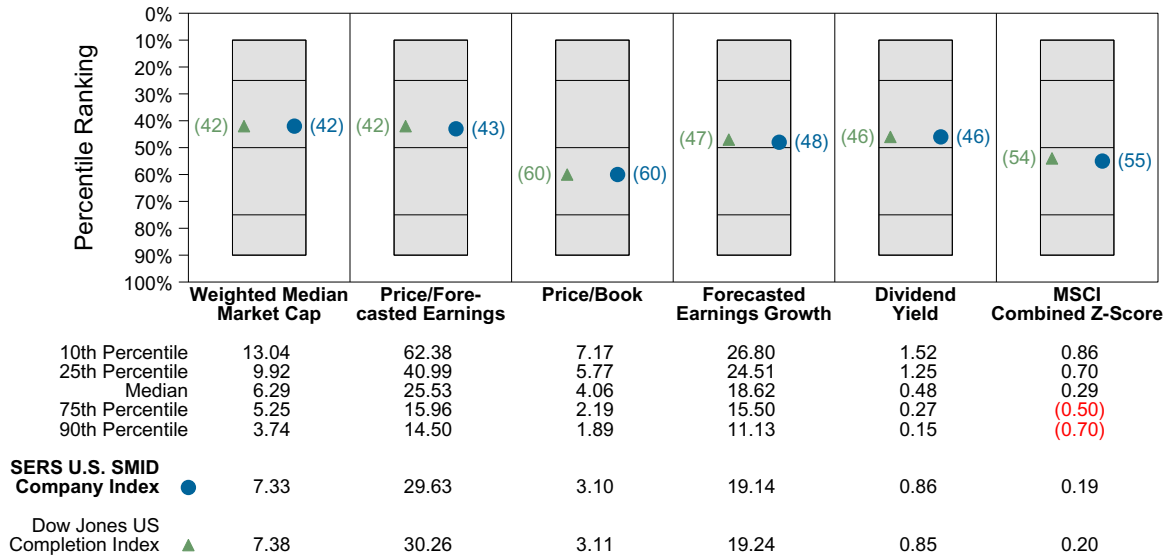 0%
10%
20%
30%
40%
50%
60%
70%
80%
90%
100%
Percentile Ranking
(42) (42) (42) (43) (60) (60) (47) (48) (46) (46) (54) (55)
Weighted Median Price/Fore- Price/Book Forecasted Dividend MSCI
Market Cap casted Earnings Earnings Growth Yield Combined Z-Score
10th Percentile 13.04 62.38 7.17 26.80 1.52 0.86
25th Percentile 9.92 40.99 5.77 24.51 1.25 0.70
Median 6.29 25.53 4.06 18.62 0.48 0.29
75th Percentile 5.25 15.96 2.19 15.50 0.27 (0.50)
90th Percentile 3.74 14.50 1.89 11.13 0.15 (0.70)
SERS U.S. SMID
Company Index 7.33 29.63 3.10 19.14 0.86 0.19
Dow Jones US
Completion Index 7.38 30.26 3.11 19.24 0.85 0.20